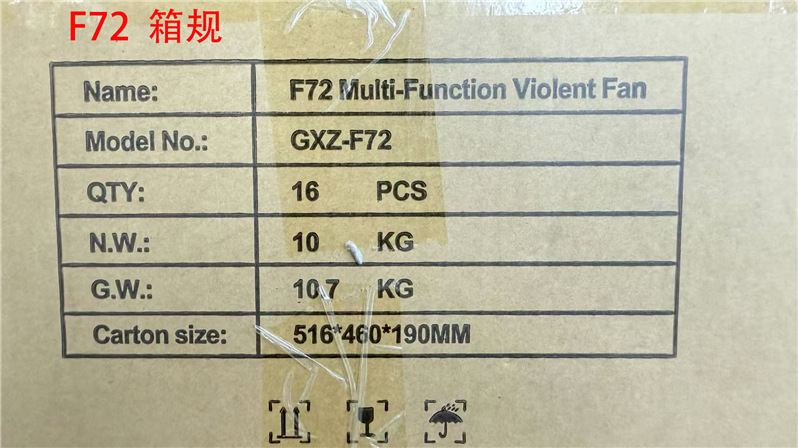 F72 箱规
Name: F72 Multi-Function Violent Fan
Model No.: GXZ-F72
QTY: 16 PCS
N.W.: 10 KG
G.W.: 10.7 KG
Carton size: 516*460*190MM